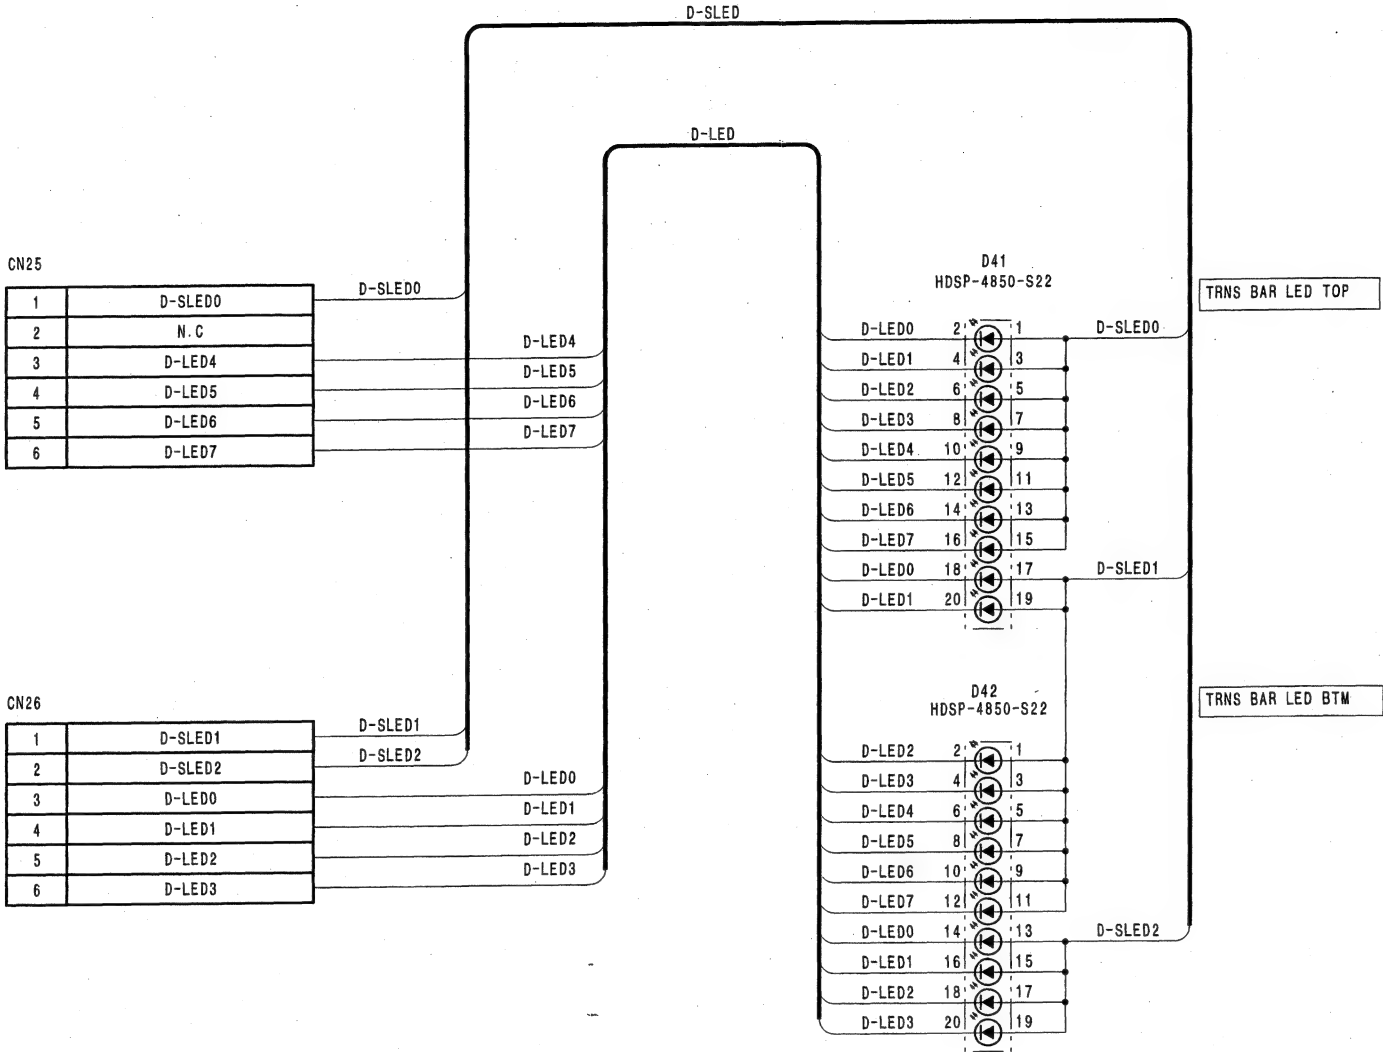 D-SLED
D-LED
CN25
1 D-SLED0 D-SLED0
2 N.C
3 D-LED4 D-LED4
4 D-LED5 D-LED5
5 D-LED6 D-LED6
6 D-LED7 D-LED7
CN26
1 D-SLED1 D-SLED1
2 D-SLED2 D-SLED2
3 D-LED0 D-LED0
4 D-LED1 D-LED1
5 D-LED2 D-LED2
6 D-LED3 D-LED3
D41
HDSP-4850-S22
TRNS BAR LED TOP
D-LED0 2 1 D-SLED0
D-LED1 4 3
D-LED2 6 5
D-LED3 8 7
D-LED4 10 9
D-LED5 12 11
D-LED6 14 13
D-LED7 16 15
D-LED0 18 17 D-SLED1
D-LED1 20 19
D42
HDSP-4850-S22
TRNS BAR LED BTM
D-LED2 2 1
D-LED3 4 3
D-LED4 6 5
D-LED5 8 7
D-LED6 10 9
D-LED7 12 11
D-LED0 14 13 D-SLED2
D-LED1 16 15
D-LED2 18 17
D-LED3 20 19